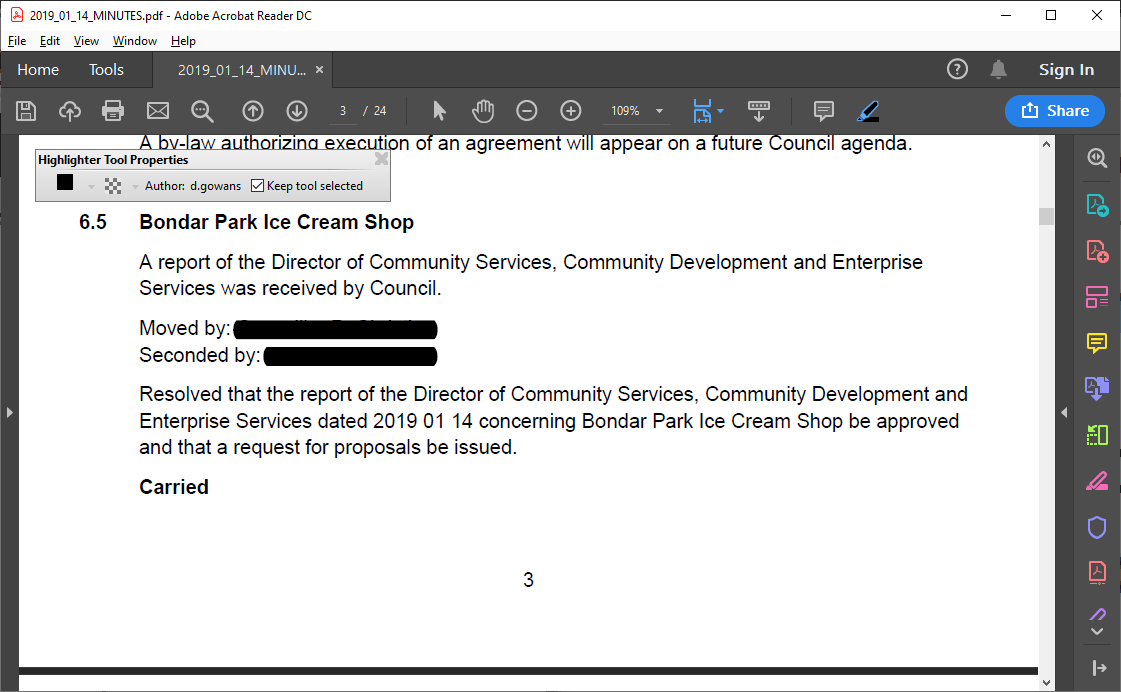 2019_01_14_MINUTES.pdf - Adobe Acrobat Reader DC
File Edit View Window Help
Home Tools 2019_01_14_MINU... × Sign In
3 / 24 109% Share
A by-law authorizing execution of an agreement will appear on a future Council agenda.
Highlighter Tool Properties
Author: d.gowans Keep tool selected
6.5 Bondar Park Ice Cream Shop
A report of the Director of Community Services, Community Development and Enterprise
Services was received by Council.
Moved by:
Seconded by:
Resolved that the report of the Director of Community Services, Community Development and
Enterprise Services dated 2019 01 14 concerning Bondar Park Ice Cream Shop be approved
and that a request for proposals be issued.
Carried
3